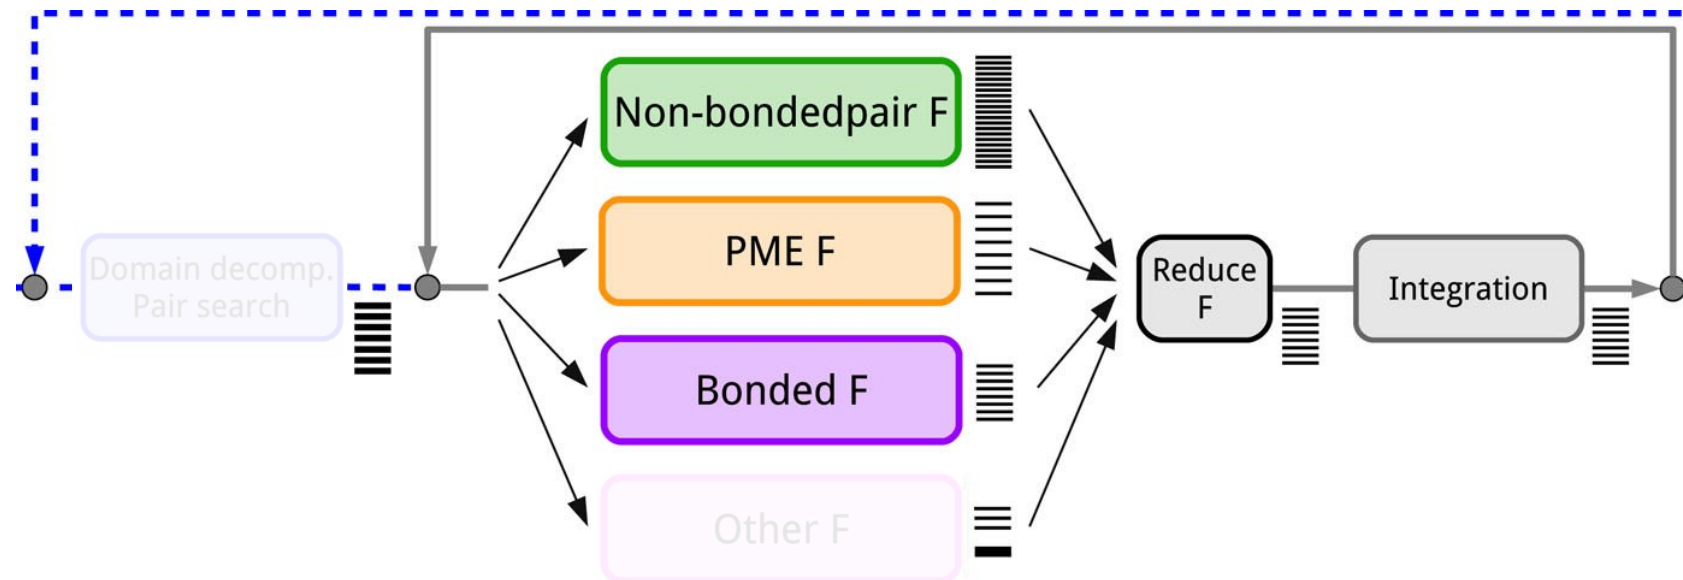 Non-bondedpair F
Domain decomp.
Pair search
PME F
Reduce
F
Integration
Bonded F
Other F